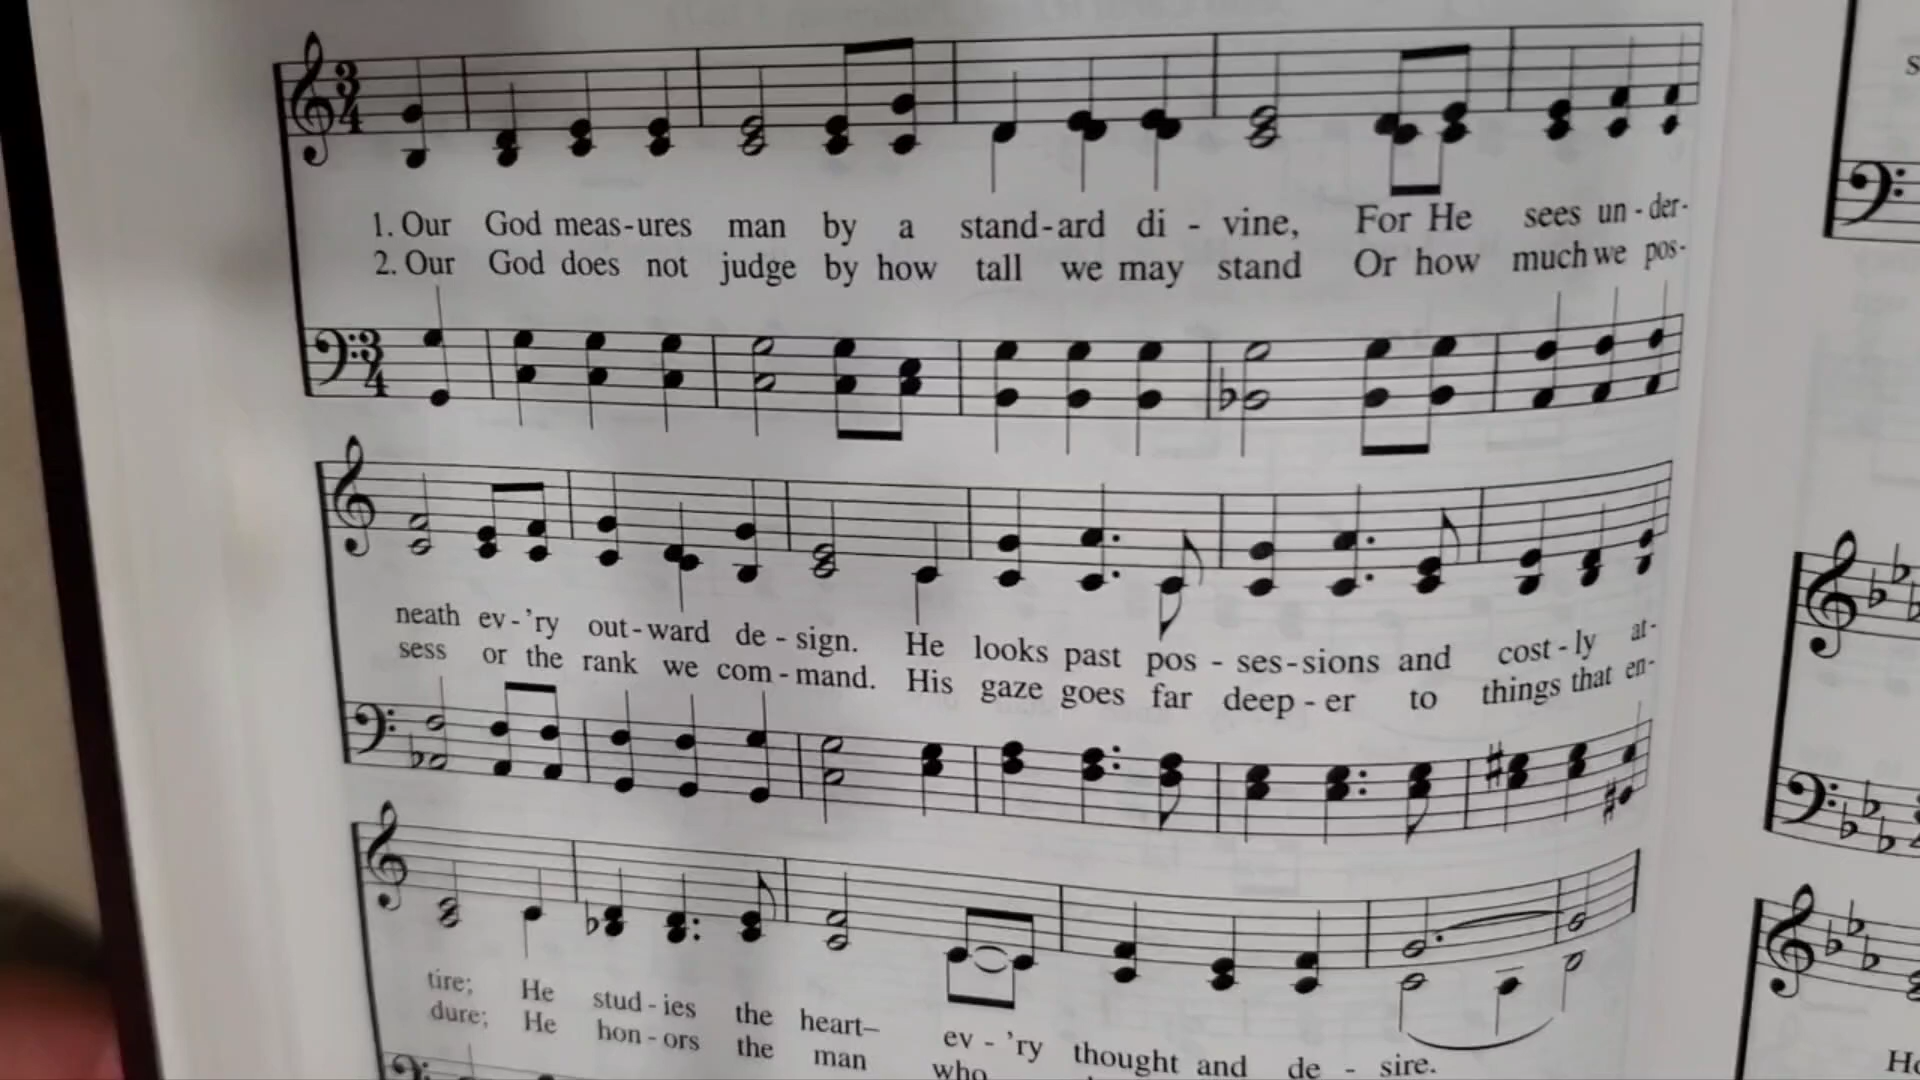 3
4
1. Our God meas-ures man by a stand-ard di - vine, For He sees un - der-
2. Our God does not judge by how tall we may stand Or how much we pos-
3
4
neath ev-'ry out-ward de - sign. He looks past pos - ses-sions and cost - ly at-
sess or the rank we com - mand. His gaze goes far deep - er to things that en-
tire; He stud - ies the heart– ev - 'ry thought and de - sire.
dure; He hon - ors the man who